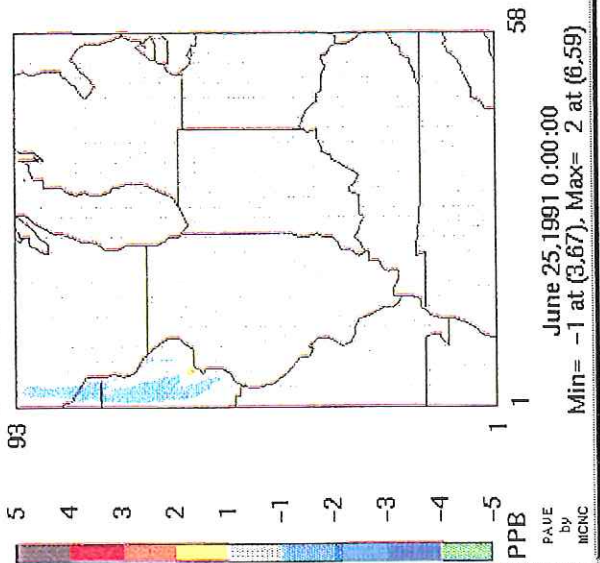 5
4
3
2
1
-1
-2
-3
-4
-5
PPB
PAVE
by
MCNC
93
1
1
58
June 25,1991 0:00:00
Min= -1 at (3,67), Max= 2 at (6,59)